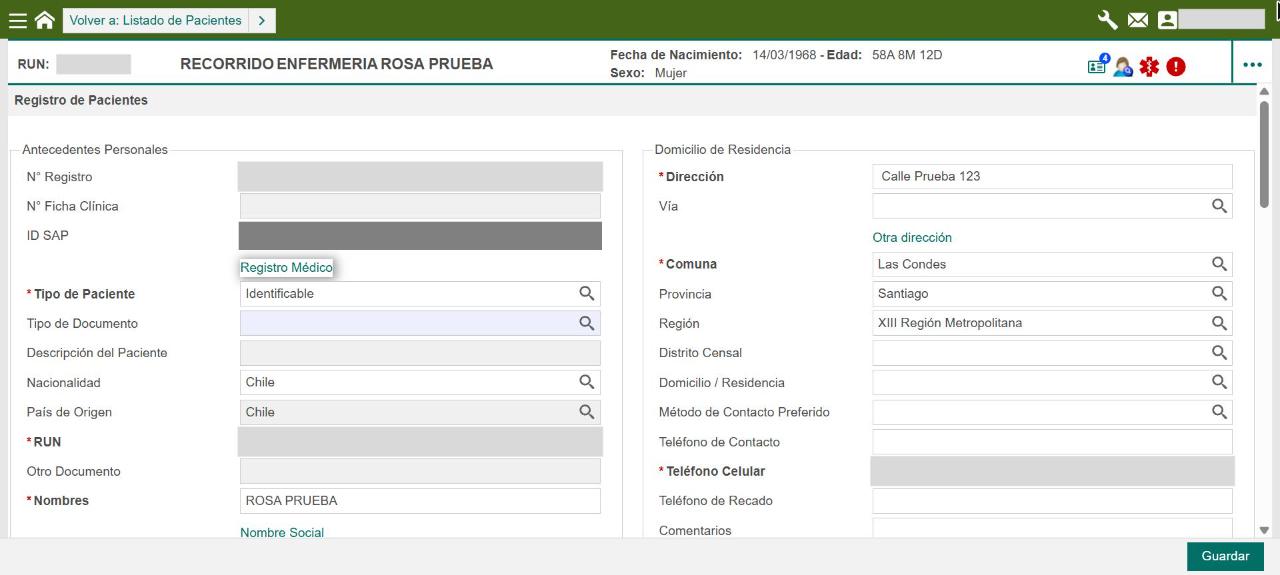 Volver a: Listado de Pacientes
RUN:
RECORRIDO ENFERMERIA ROSA PRUEBA
Fecha de Nacimiento: 14/03/1968 - Edad: 58A 8M 12D
Sexo: Mujer
4
Registro de Pacientes
Antecedentes Personales
N° Registro
N° Ficha Clínica
ID SAP
Registro Médico
* Tipo de Paciente Identificable
Tipo de Documento
Descripción del Paciente
Nacionalidad Chile
País de Origen Chile
* RUN
Otro Documento
* Nombres ROSA PRUEBA
Nombre Social
Domicilio de Residencia
* Dirección Calle Prueba 123
Vía
Otra dirección
* Comuna Las Condes
Provincia Santiago
Región XIII Región Metropolitana
Distrito Censal
Domicilio / Residencia
Método de Contacto Preferido
Teléfono de Contacto
* Teléfono Celular
Teléfono de Recado
Comentarios
Guardar